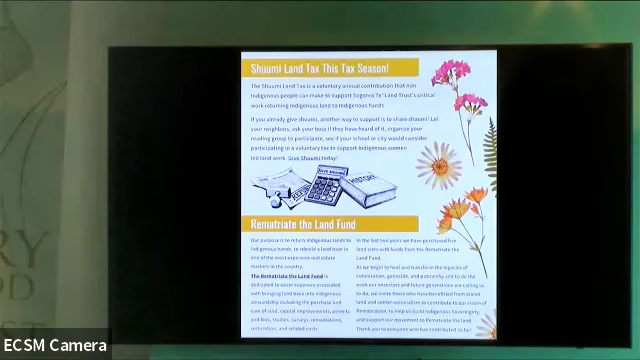 Shuumi Land Tax This Tax Season!
The Shuumi Land Tax is a voluntary annual contribution that non-
Indigenous people can make to support Sogorea Te' Land Trust's critical
work returning Indigenous land to Indigenous hands.
If you already give shuumi, another way to support is to share shuumi! Let
your neighbors, ask your boss if they have heard of it, organize your
reading group to participate, see if your school or city would consider
participating in a voluntary tax to support Indigenous women
led land work. Give Shuumi today!
GIVE SHUUMI
HISTORY
Rematriate the Land Fund
Our purpose is to return Indigenous lands to
Indigenous hands, to rebuild a land base in
one of the most expensive real estate
markets in the country.
The Rematriate the Land Fund is
dedicated to cover expenses associated
with bringing land back into Indigenous
stewardship including the purchase and
care of land, capital improvements, permits
and fees, studies, surveys, remediations,
restoration, and related costs.
In the last two years we have purchased five
land sites with funds from the Rematriate the
Land Fund.
As we begin to heal and transform the legacies of
colonization, genocide, and patriarchy and to do the
work our ancestors and future generations are calling us
to do, we invite those who have benefited from stolen
land and settler colonialism to contribute to our vision of
Rematriation, to help us build Indigenous Sovereignty,
and support our movement to Rematriate the land.
Thank you to everyone who has contributed so far!
ECSM Camera